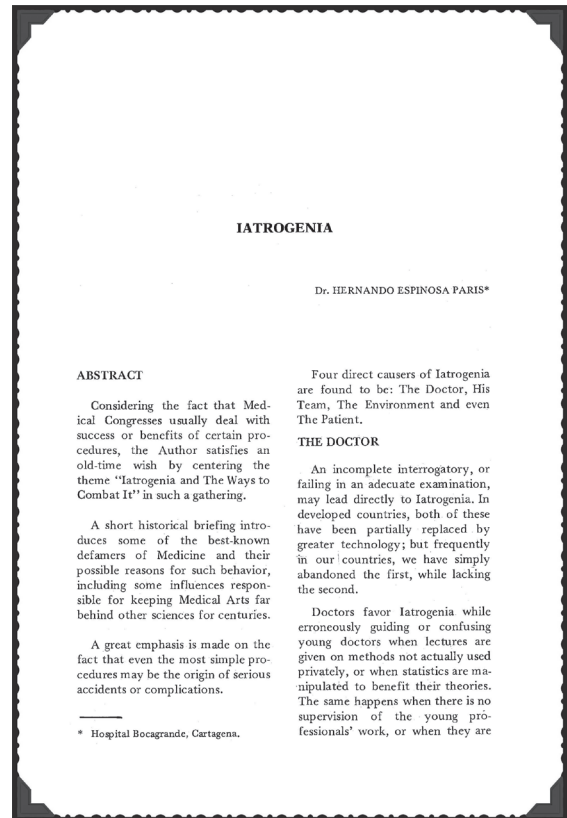 IATROGENIA
Dr. HERNANDO ESPINOSA PARIS*
ABSTRACT
Considering the fact that Med-
ical Congresses usually deal with
success or benefits of certain pro-
cedures, the Author satisfies an
old-time wish by centering the
theme “Iatrogenia and The Ways to
Combat It” in such a gathering.
A short historical briefing intro-
duces some of the best-known
defamers of Medicine and their
possible reasons for such behavior,
including some influences respon-
sible for keeping Medical Arts far
behind other sciences for centuries.
A great emphasis is made on the
fact that even the most simple pro-
cedures may be the origin of serious
accidents or complications.
* Hospital Bocagrande, Cartagena.
Four direct causers of Iatrogenia
are found to be: The Doctor, His
Team, The Environment and even
The Patient.
THE DOCTOR
An incomplete interrogatory, or
failing in an adecuate examination,
may lead directly to Iatrogenia. In
developed countries, both of these
have been partially replaced by
greater technology; but frequently
in our countries, we have simply
abandoned the first, while lacking
the second.
Doctors favor Iatrogenia while
erroneously guiding or confusing
young doctors when lectures are
given on methods not actually used
privately, or when statistics are ma-
nipulated to benefit their theories.
The same happens when there is no
supervision of the young pro-
fessionals’ work, or when they are